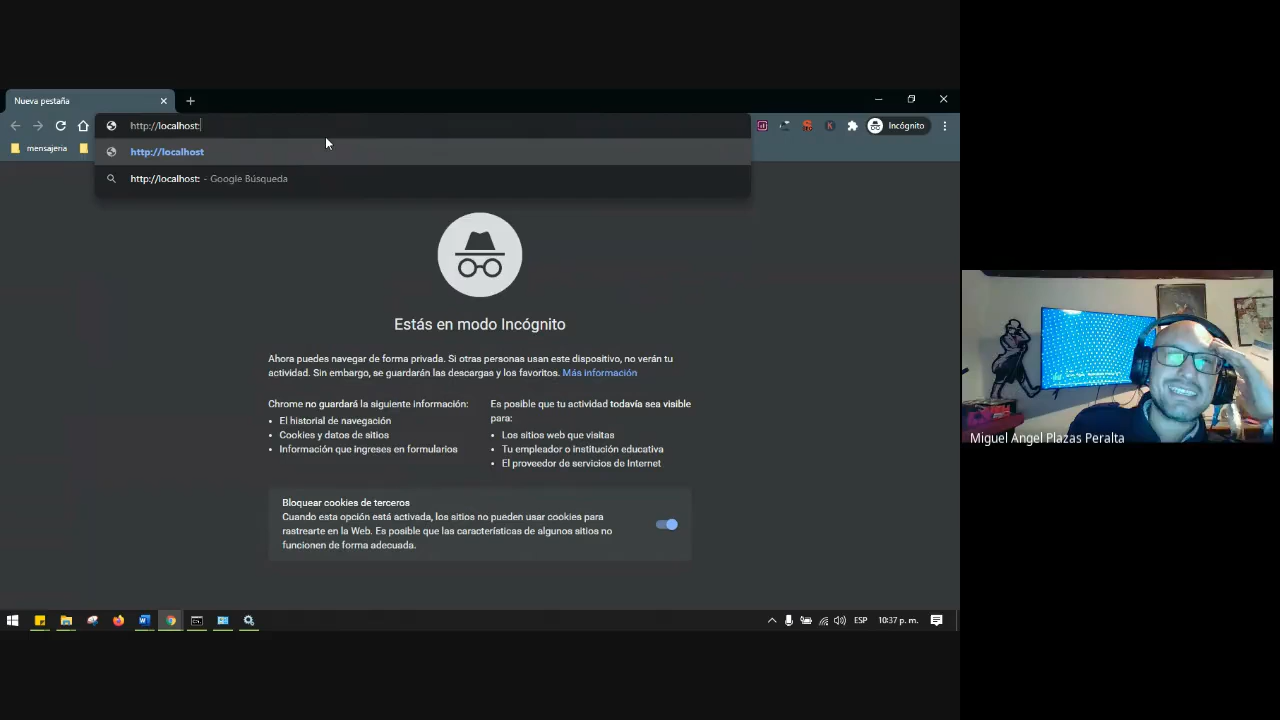 Nueva pestaña
http://localhost:
Incógnito
mensajeria
http://localhost
http://localhost: - Google Búsqueda
Estás en modo Incógnito
Ahora puedes navegar de forma privada. Si otras personas usan este dispositivo, no verán tu
actividad. Sin embargo, se guardarán las descargas y los favoritos. Más información
Chrome no guardará la siguiente información:
• El historial de navegación
• Cookies y datos de sitios
• Información que ingreses en formularios
Es posible que tu actividad todavía sea visible
para:
• Los sitios web que visitas
• Tu empleador o institución educativa
• El proveedor de servicios de Internet
Bloquear cookies de terceros
Cuando esta opción está activada, los sitios no pueden usar cookies para
rastrearte en la Web. Es posible que las características de algunos sitios no
funcionen de forma adecuada.
ESP
10:37 p. m.
Miguel Angel Plazas Peralta